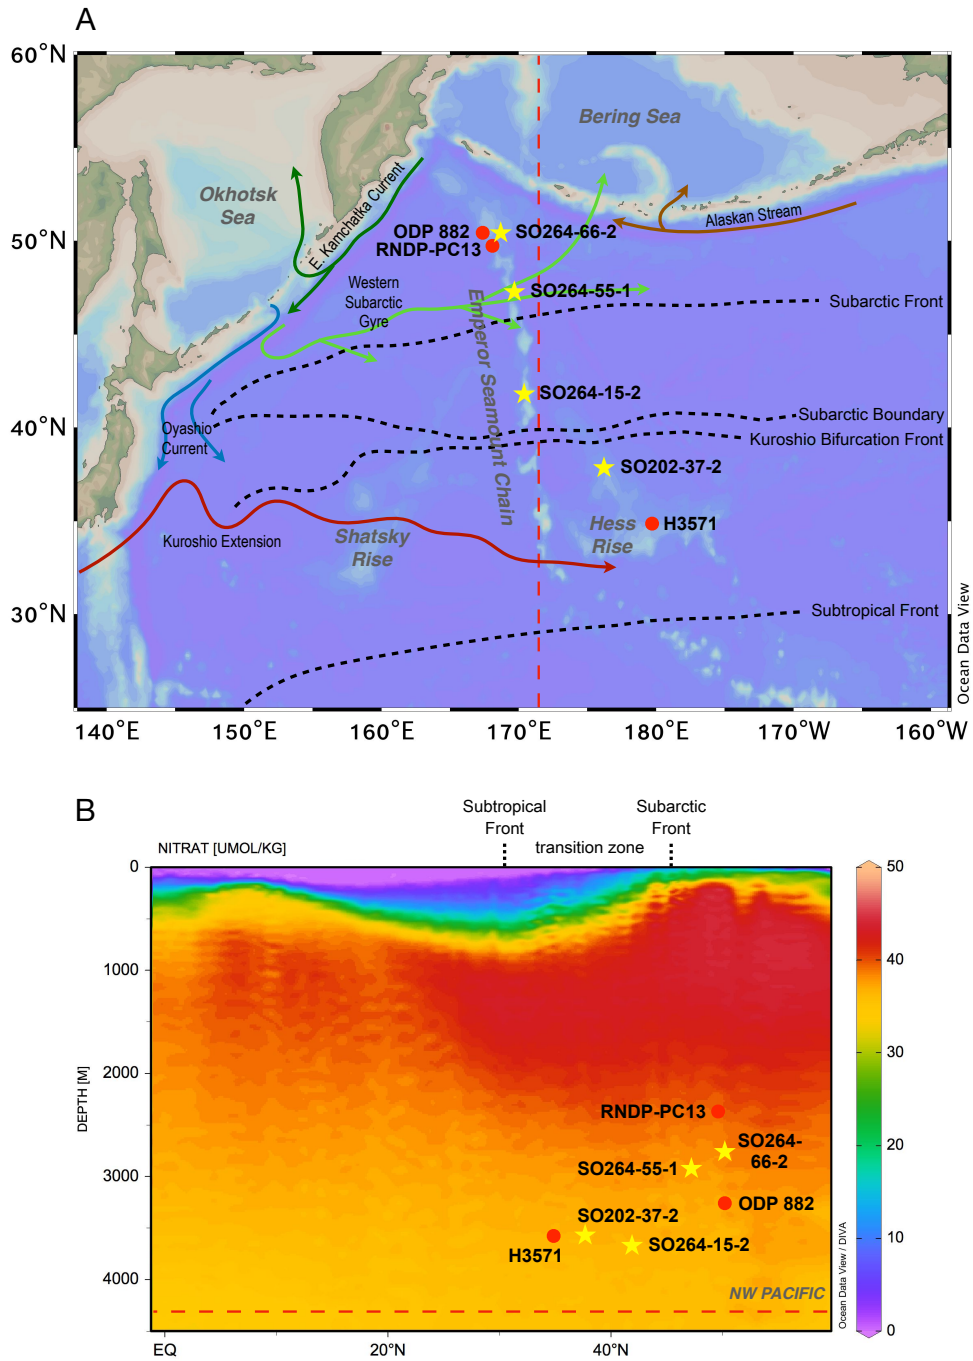 A
60°N
50°N
40°N
30°N
140°E
150°E
160°E
170°E
180°E
170°W
160°W
Bering Sea
Okhotsk
Sea
E. Kamchatka Current
Alaskan Stream
ODP 882
SO264-66-2
RNDP-PC13
Western
Subarctic
Gyre
SO264-55-1
Subarctic Front
Emperor Seamount Chain
SO264-15-2
Subarctic Boundary
Oyashio
Current
Kuroshio Bifurcation Front
SO202-37-2
H3571
Hess
Rise
Kuroshio Extension
Shatsky
Rise
Subtropical Front
Ocean Data View
B
Subtropical
Front
Subarctic
Front
NITRAT [UMOL/KG]
transition zone
0
1000
2000
3000
4000
DEPTH [M]
RNDP-PC13
SO264-
66-2
SO264-55-1
ODP 882
SO202-37-2
H3571
SO264-15-2
NW PACIFIC
EQ
20°N
40°N
Ocean Data View / DIVA
50
40
30
20
10
0